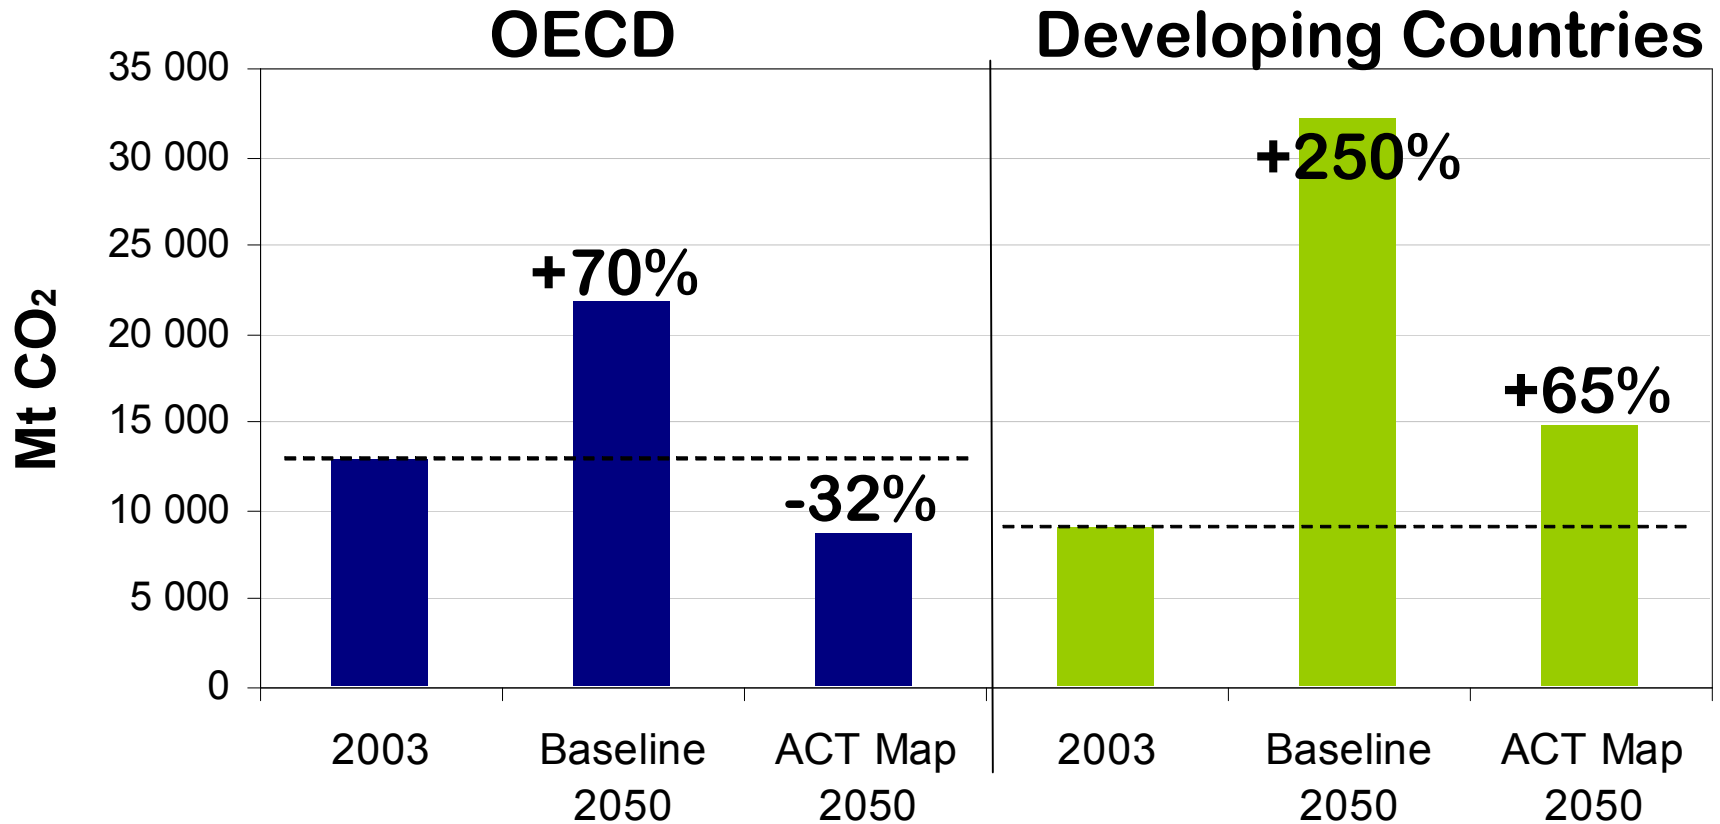 OECD
Developing Countries
Mt CO₂
35 000
30 000
25 000
20 000
15 000
10 000
5 000
0
+70%
-32%
+250%
+65%
2003
Baseline
2050
ACT Map
2050
2003
Baseline
2050
ACT Map
2050